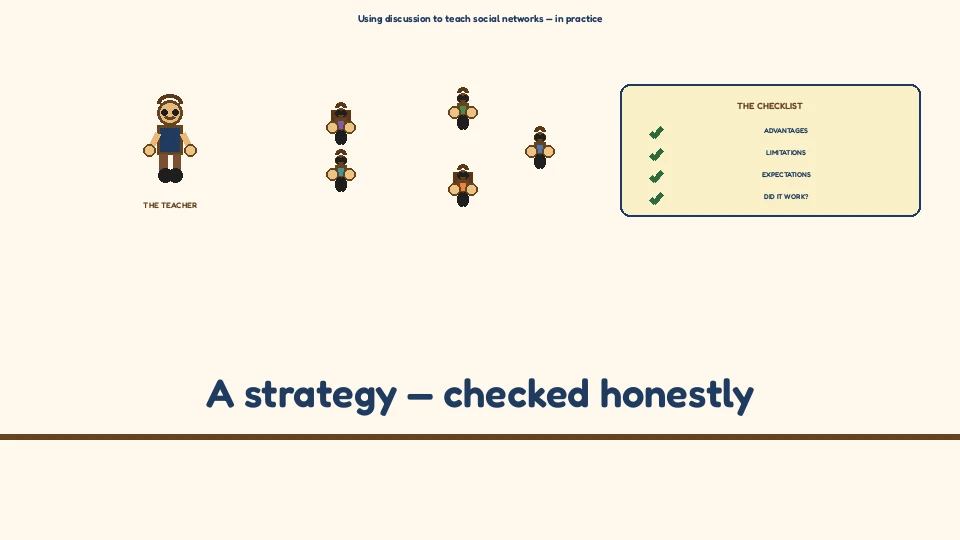 Using discussion to teach social networks — in practice
THE TEACHER
THE CHECKLIST
ADVANTAGES
LIMITATIONS
EXPECTATIONS
DID IT WORK?
A strategy — checked honestly